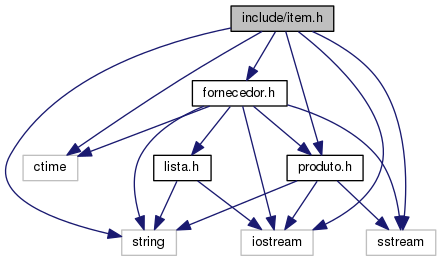 include/item.h
fornecedor.h
ctime
lista.h
produto.h
string
iostream
sstream